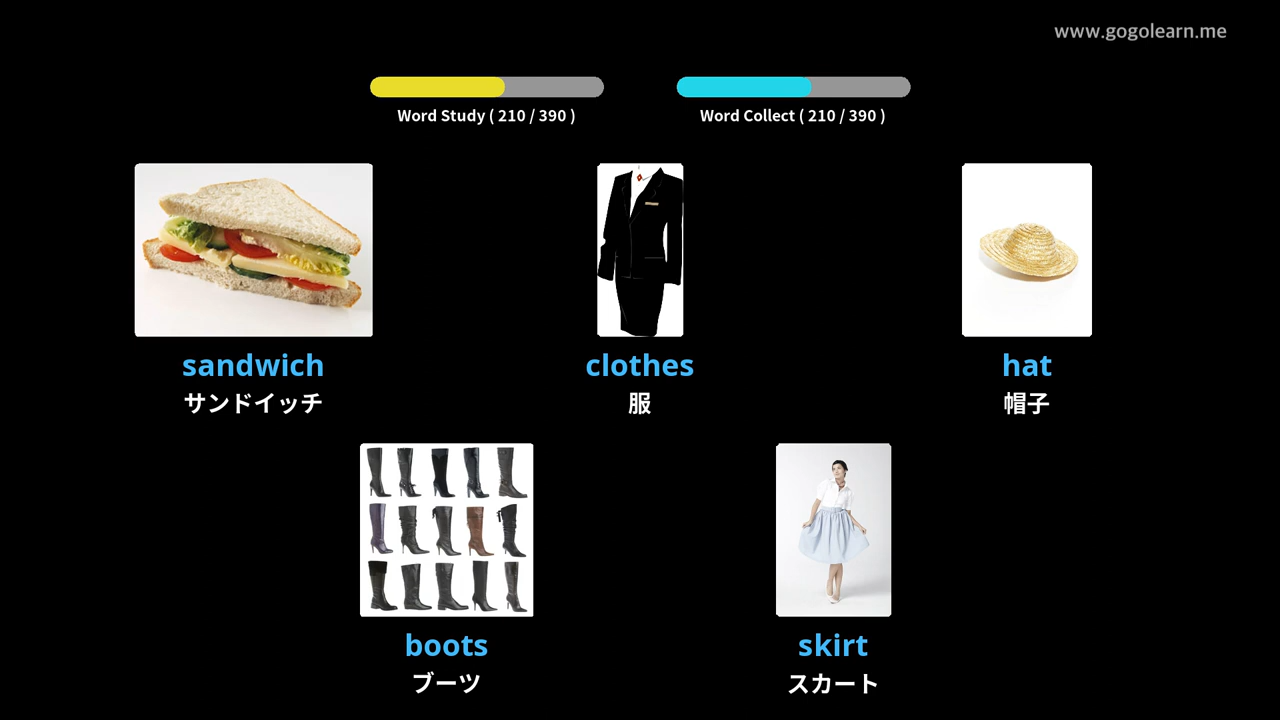 www.gogolearn.me
Word Study ( 210 / 390 )
Word Collect ( 210 / 390 )
sandwich
サンドイッチ
clothes
服
hat
帽子
boots
ブーツ
skirt
スカート